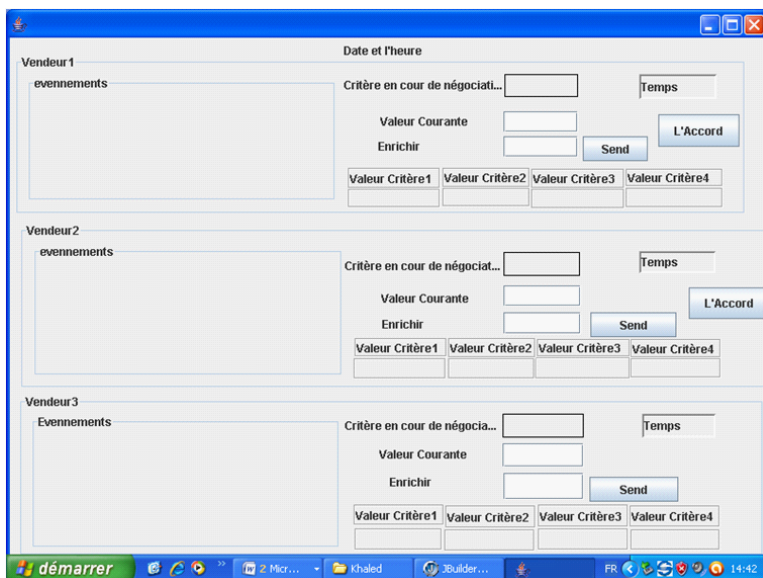 Date et l'heure
Vendeur1
evennements
Critère en cour de négociati...
Temps
Valeur Courante
L'Accord
Enrichir
Send
Valeur Critère1 Valeur Critère2 Valeur Critère3 Valeur Critère4
Vendeur2
evennements
Critère en cour de négociat...
Temps
Valeur Courante
L'Accord
Enrichir
Send
Valeur Critère1 Valeur Critère2 Valeur Critère3 Valeur Critère4
Vendeur3
Evennements
Critère en cour de négocia...
Temps
Valeur Courante
Enrichir
Send
Valeur Critère1 Valeur Critère2 Valeur Critère3 Valeur Critère4
démarrer » 2 Micr... Khaled JBuilder... FR 14:42